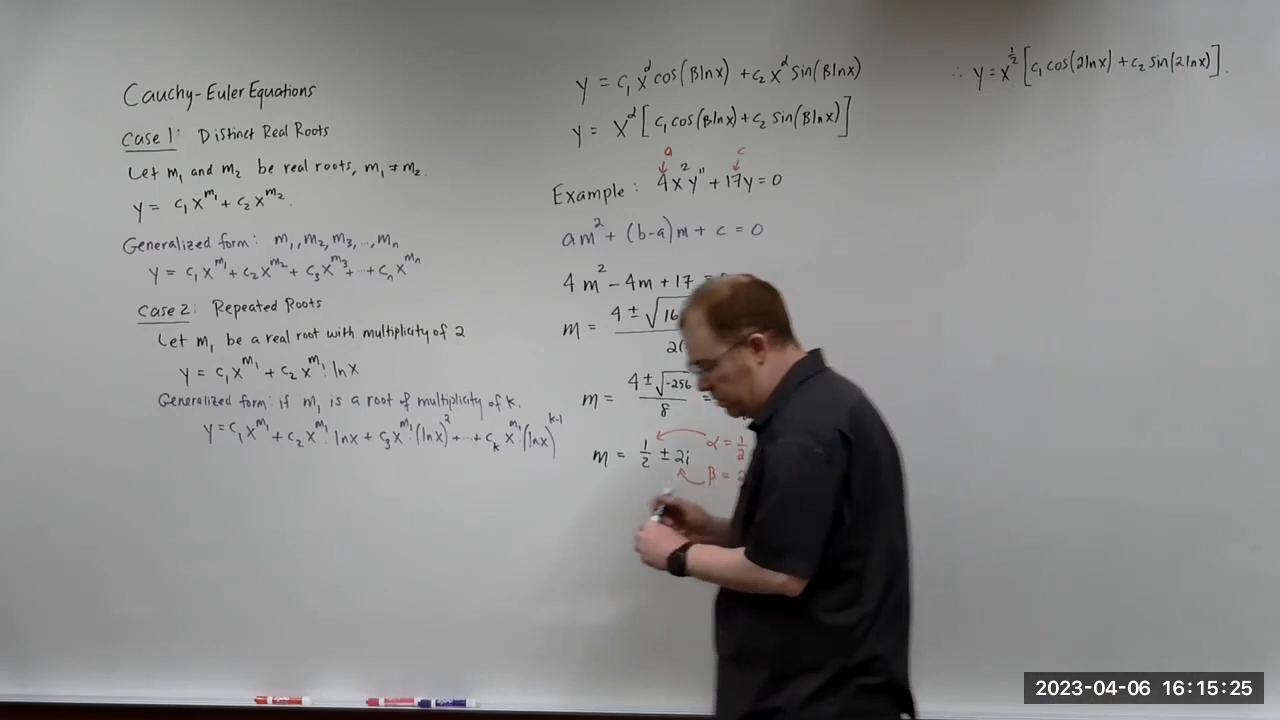 Cauchy-Euler Equations
Case 1: Distinct Real Roots
Let m₁ and m₂ be real roots, m₁ ≠ m₂.
y = c₁x^m₁ + c₂x^m₂.
Generalized form: m₁, m₂, m₃, ..., mₙ
y = c₁x^m₁ + c₂x^m₂ + c₃x^m₃ + ... + cₙx^mₙ
Case 2: Repeated Roots
Let m₁ be a real root with multiplicity of 2
y = c₁x^m₁ + c₂x^m₁ · ln x
Generalized form: if m₁ is a root of multiplicity of k.
y = c₁x^m₁ + c₂x^m₁ · ln x + c₃x^m₁ · (ln x)² + ... + cₖx^m₁ · (ln x)^k-1
y = c₁x^α cos(β ln x) + c₂x^α sin(β ln x)
y = x^α [c₁ cos(β ln x) + c₂ sin(β ln x)]
a c
Example: 4x²y'' + 17y = 0
am² + (b-a)m + c = 0
4m² - 4m + 17 =
m = 4 ± √16
2(
m = 4 ± √-256 / 8 =
m = 1/2 ± 2i α = 1/2
β = 2
∴ y = x^1/2 [c₁ cos(2 ln x) + c₂ sin(2 ln x)].
2023-04-06 16:15:25